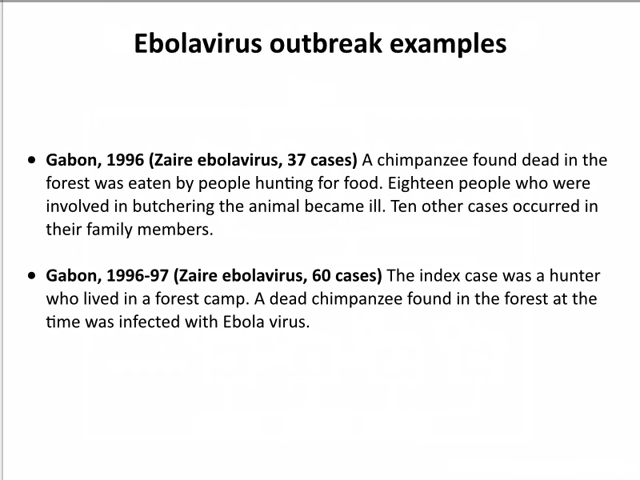 Ebolavirus outbreak examples
• Gabon, 1996 (Zaire ebolavirus, 37 cases) A chimpanzee found dead in the
forest was eaten by people hunting for food. Eighteen people who were
involved in butchering the animal became ill. Ten other cases occurred in
their family members.
• Gabon, 1996-97 (Zaire ebolavirus, 60 cases) The index case was a hunter
who lived in a forest camp. A dead chimpanzee found in the forest at the
time was infected with Ebola virus.